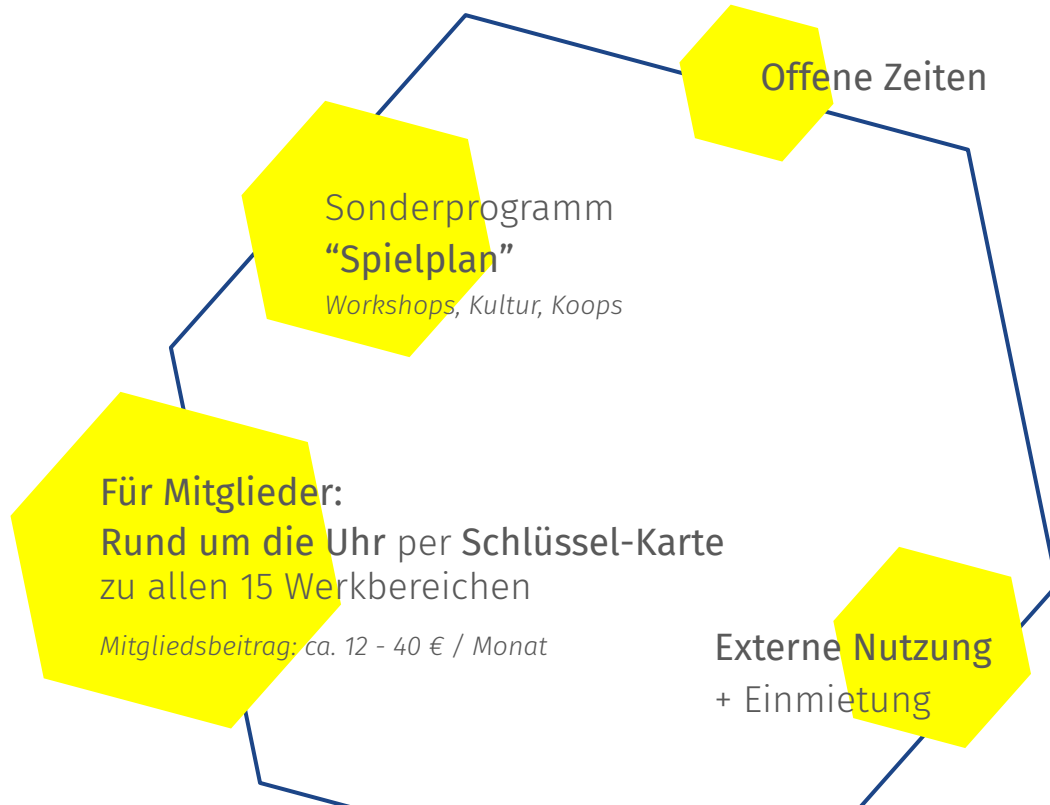 Offene Zeiten
Sonderprogramm
“Spielplan”
Workshops, Kultur, Koops
Für Mitglieder:
Rund um die Uhr per Schlüssel-Karte
zu allen 15 Werkbereichen
Mitgliedsbeitrag: ca. 12 - 40 € / Monat
Externe Nutzung
+ Einmietung